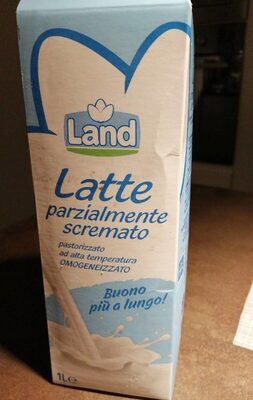 Land
Latte
parzialmente
scremato
pastorizzato
ad alta temperatura
OMOGENEIZZATO
Buono
più a lungo!
1L e